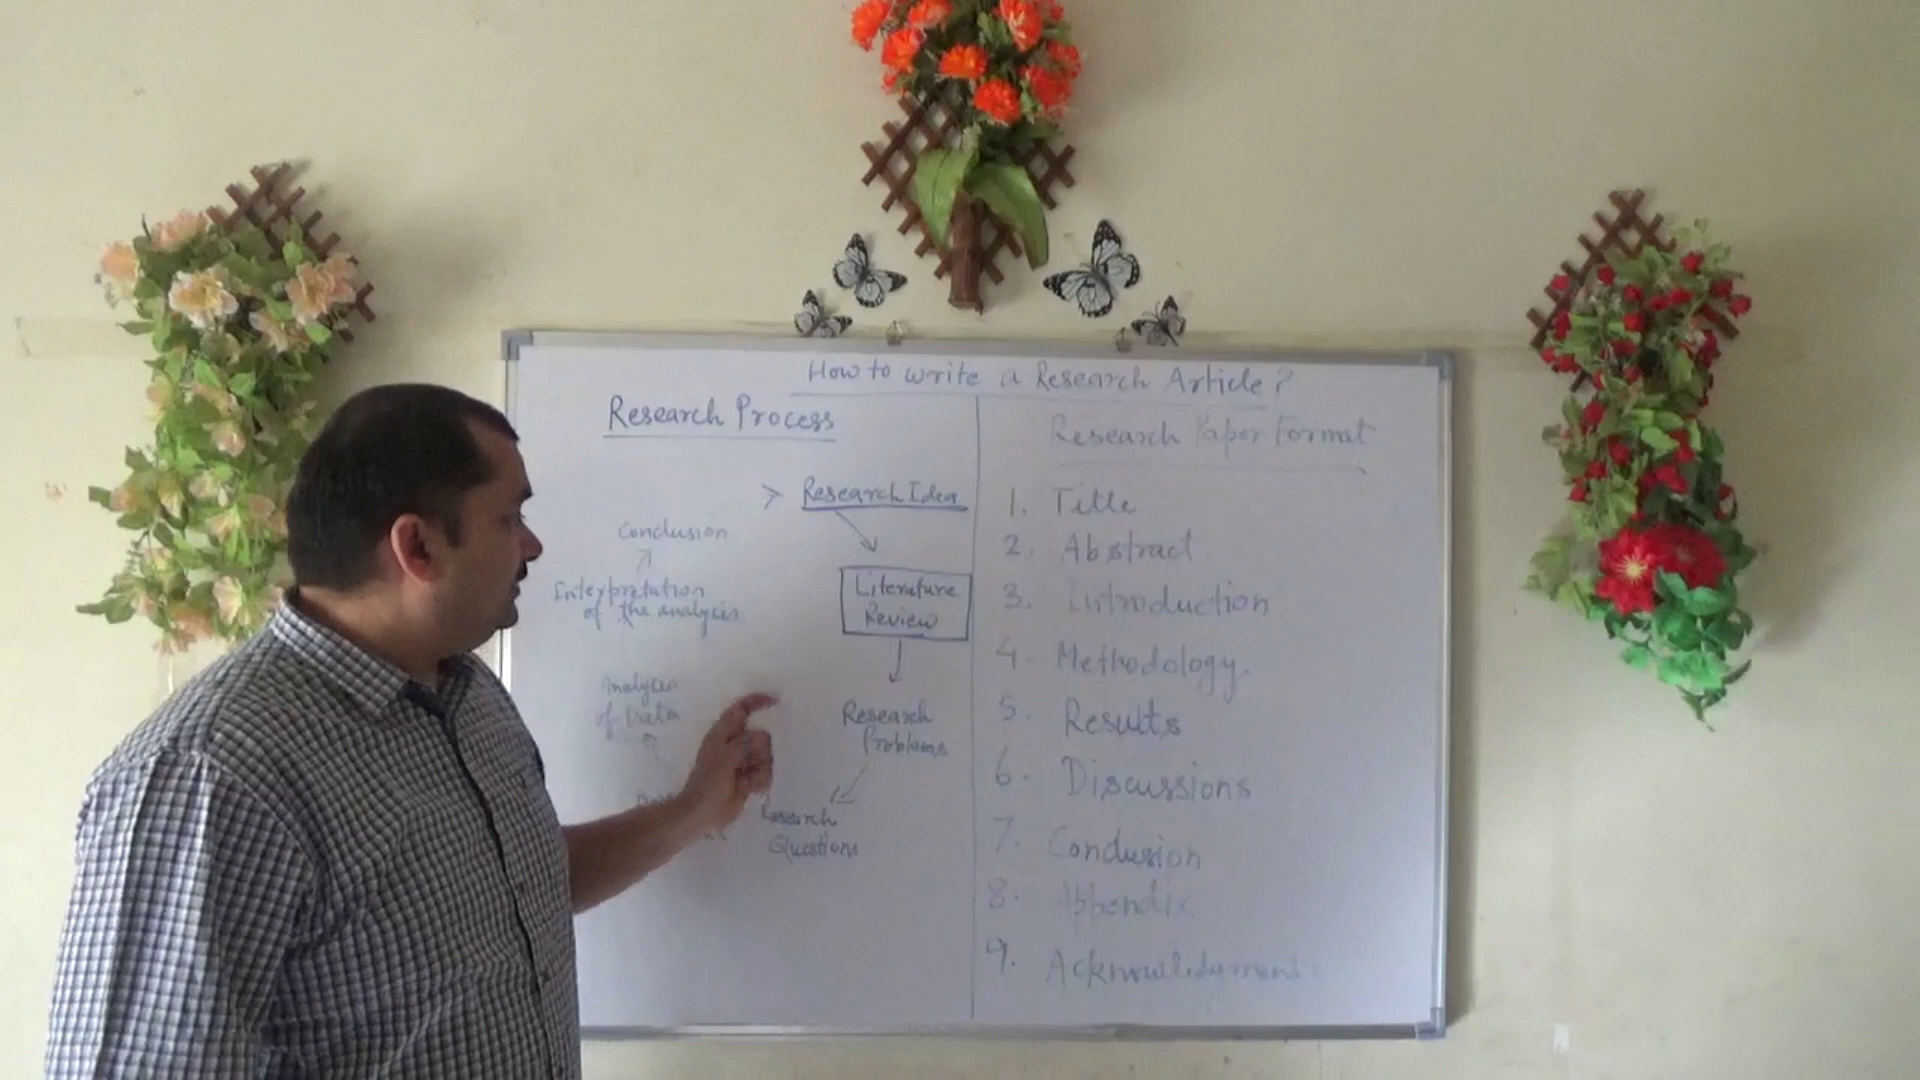 How to write a Research Article?
Research Process
> Research Idea
Literature
Review
Research
Problems
Research
Questions
Analysis
of Data
Interpretation
of the analysis
Conclusion
Research Paper Format
1. Title
2. Abstract
3. Introduction
4. Methodology.
5. Results
6. Discussions
7. Conclusion
8. Appendix
9. Acknowledgment